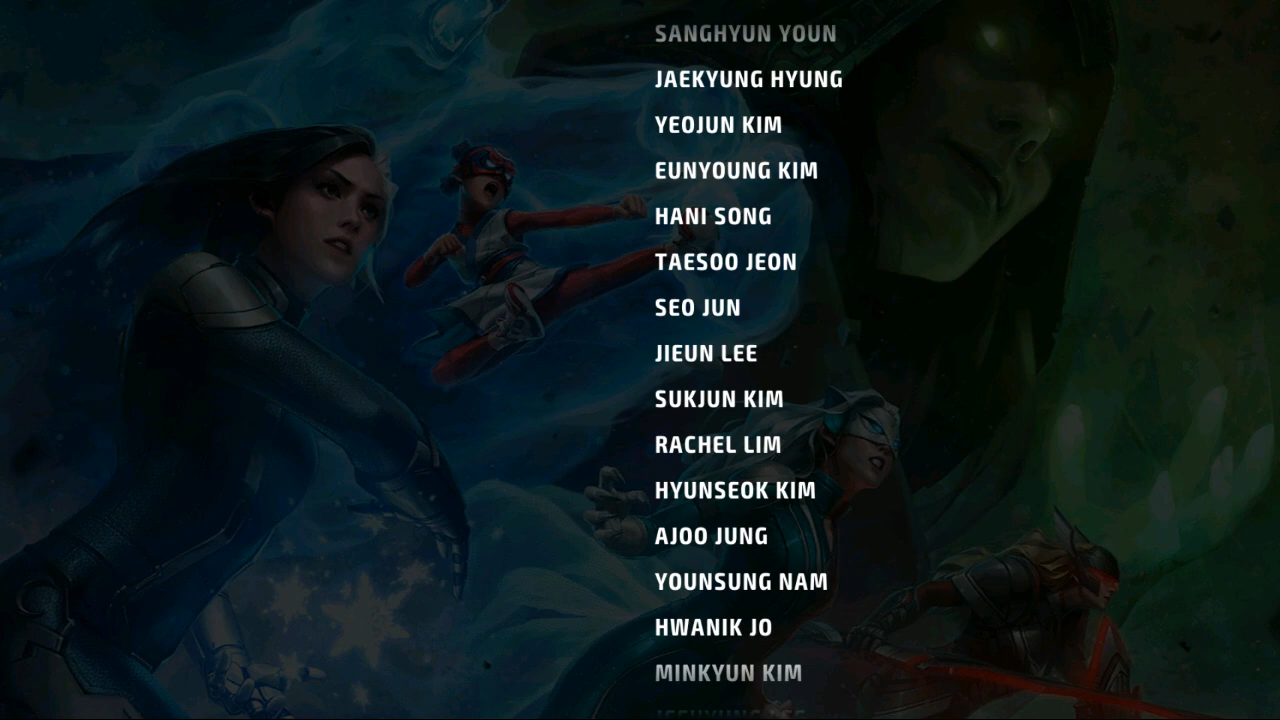 SANGHYUN YOUN
JAEKYUNG HYUNG
YEOJUN KIM
EUNYOUNG KIM
HANI SONG
TAESOO JEON
SEO JUN
JIEUN LEE
SUKJUN KIM
RACHEL LIM
HYUNSEOK KIM
AJOO JUNG
YOUNSUNG NAM
HWANIK JO
MINKYUN KIM